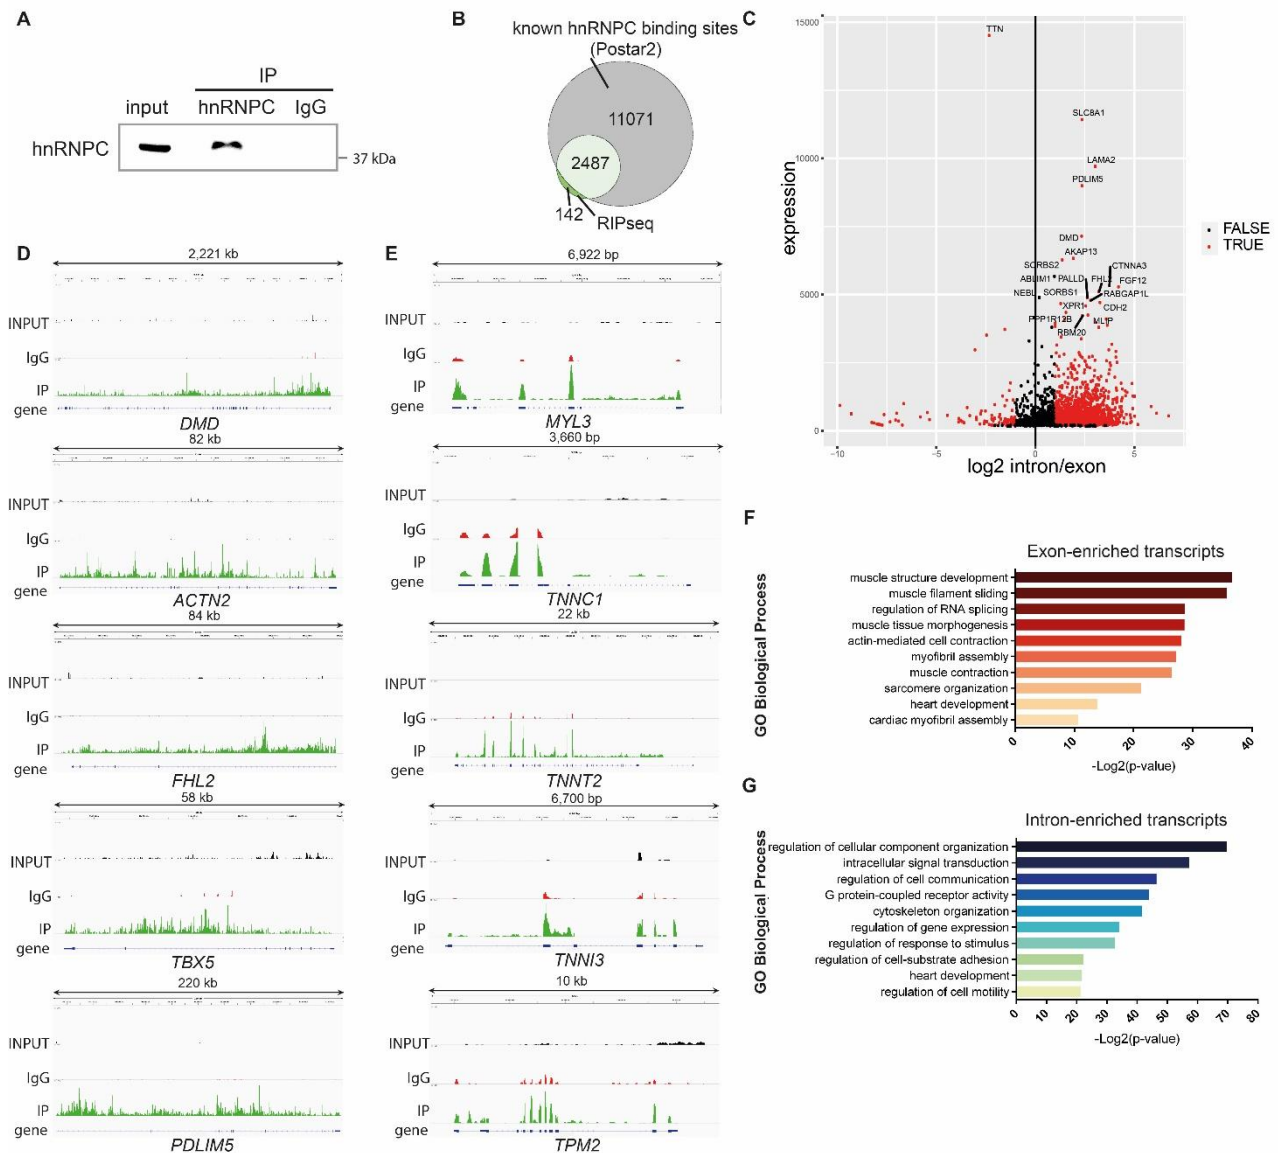 A
IP
input hnRNPC IgG
hnRNPC
37 kDa
B
known hnRNPC binding sites
(Postar2)
11071
2487
142
RIPseq
C
15000
10000
5000
0
expression
TTN
SLC8A1
LAMA2
PDLIM5
DMD
AKAP13
SORBS2
CTNNA3
ABLIM1
PALLD
FHL2
FGF12
NEBL
SORBS1
RABGAP1L
XPR1
CDH2
PPP1R12B
MLIP
RBM20
-10 -5 0 5
log2 intron/exon
FALSE
TRUE
D
2,221 kb
INPUT
IgG
IP
gene
DMD
82 kb
INPUT
IgG
IP
gene
ACTN2
84 kb
INPUT
IgG
IP
gene
FHL2
58 kb
INPUT
IgG
IP
gene
TBX5
220 kb
INPUT
IgG
IP
gene
PDLIM5
E
6,922 bp
INPUT
IgG
IP
gene
MYL3
3,660 bp
INPUT
IgG
IP
gene
TNNC1
22 kb
INPUT
IgG
IP
gene
TNNT2
6,700 bp
INPUT
IgG
IP
gene
TNNI3
10 kb
INPUT
IgG
IP
gene
TPM2
F
Exon-enriched transcripts
GO Biological Process
muscle structure development
muscle filament sliding
regulation of RNA splicing
muscle tissue morphogenesis
actin-mediated cell contraction
myofibril assembly
muscle contraction
sarcomere organization
heart development
cardiac myofibril assembly
0 10 20 30 40
-Log2(p-value)
G
Intron-enriched transcripts
GO Biological Process
regulation of cellular component organization
intracellular signal transduction
regulation of cell communication
G protein-coupled receptor activity
cytoskeleton organization
regulation of gene expression
regulation of response to stimulus
regulation of cell-substrate adhesion
heart development
regulation of cell motility
0 10 20 30 40 50 60 70 80
-Log2(p-value)